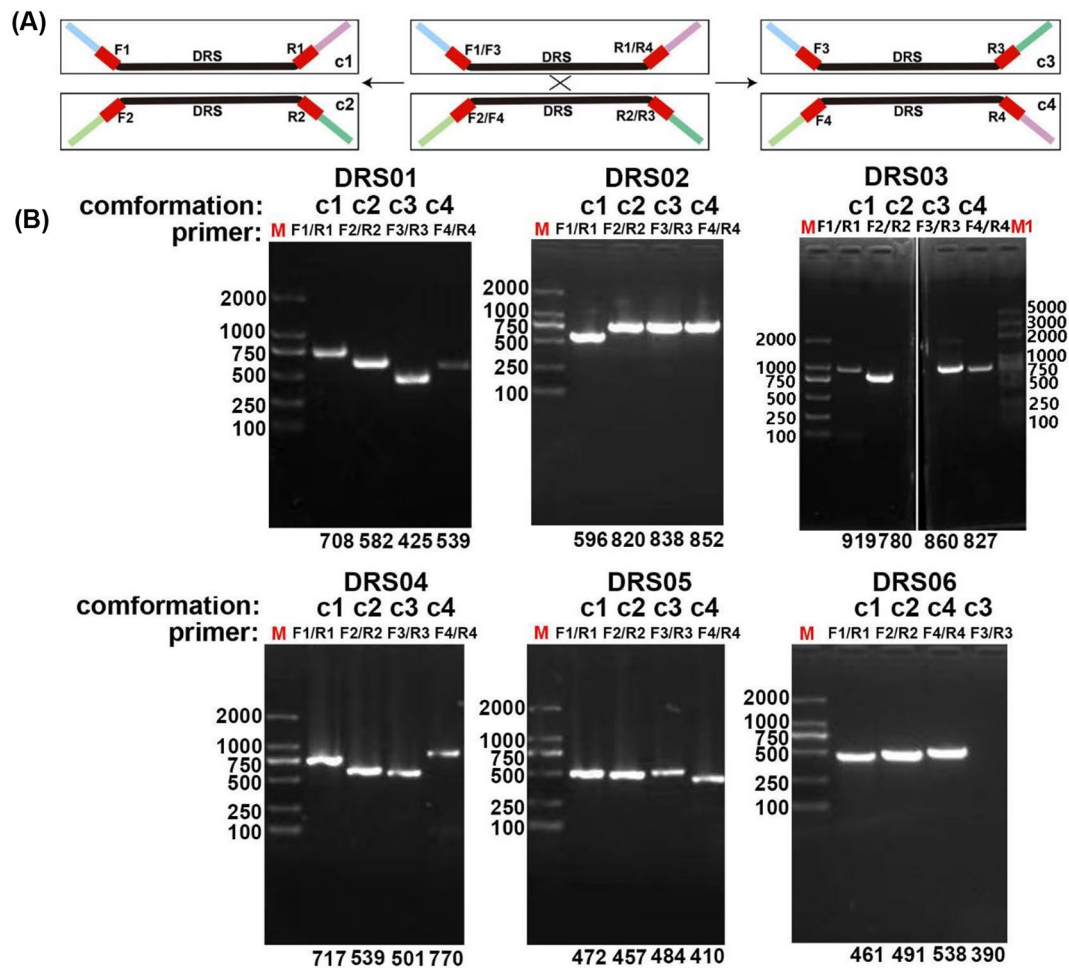 (A)
F1 DRS R1 c1
F1/F3 DRS R1/R4
F3 DRS R3 c3
F2 DRS R2 c2
F2/F4 DRS R2/R3
F4 DRS R4 c4
(B)
DRS01
comformation: c1 c2 c3 c4
primer: M F1/R1 F2/R2 F3/R3 F4/R4
2000
1000
750
500
250
100
708 582 425 539
DRS02
c1 c2 c3 c4
M F1/R1 F2/R2 F3/R3 F4/R4
2000
1000
750
500
250
100
596 820 838 852
DRS03
c1 c2 c3 c4
M F1/R1 F2/R2 F3/R3 F4/R4 M1
2000
1000
750
500
250
100
5000
3000
2000
1000
750
500
250
100
919 780 860 827
DRS04
comformation: c1 c2 c3 c4
primer: M F1/R1 F2/R2 F3/R3 F4/R4
2000
1000
750
500
250
100
717 539 501 770
DRS05
c1 c2 c3 c4
M F1/R1 F2/R2 F3/R3 F4/R4
2000
1000
750
500
250
100
472 457 484 410
DRS06
c1 c2 c4 c3
M F1/R1 F2/R2 F4/R4 F3/R3
2000
1000
750
500
250
100
461 491 538 390